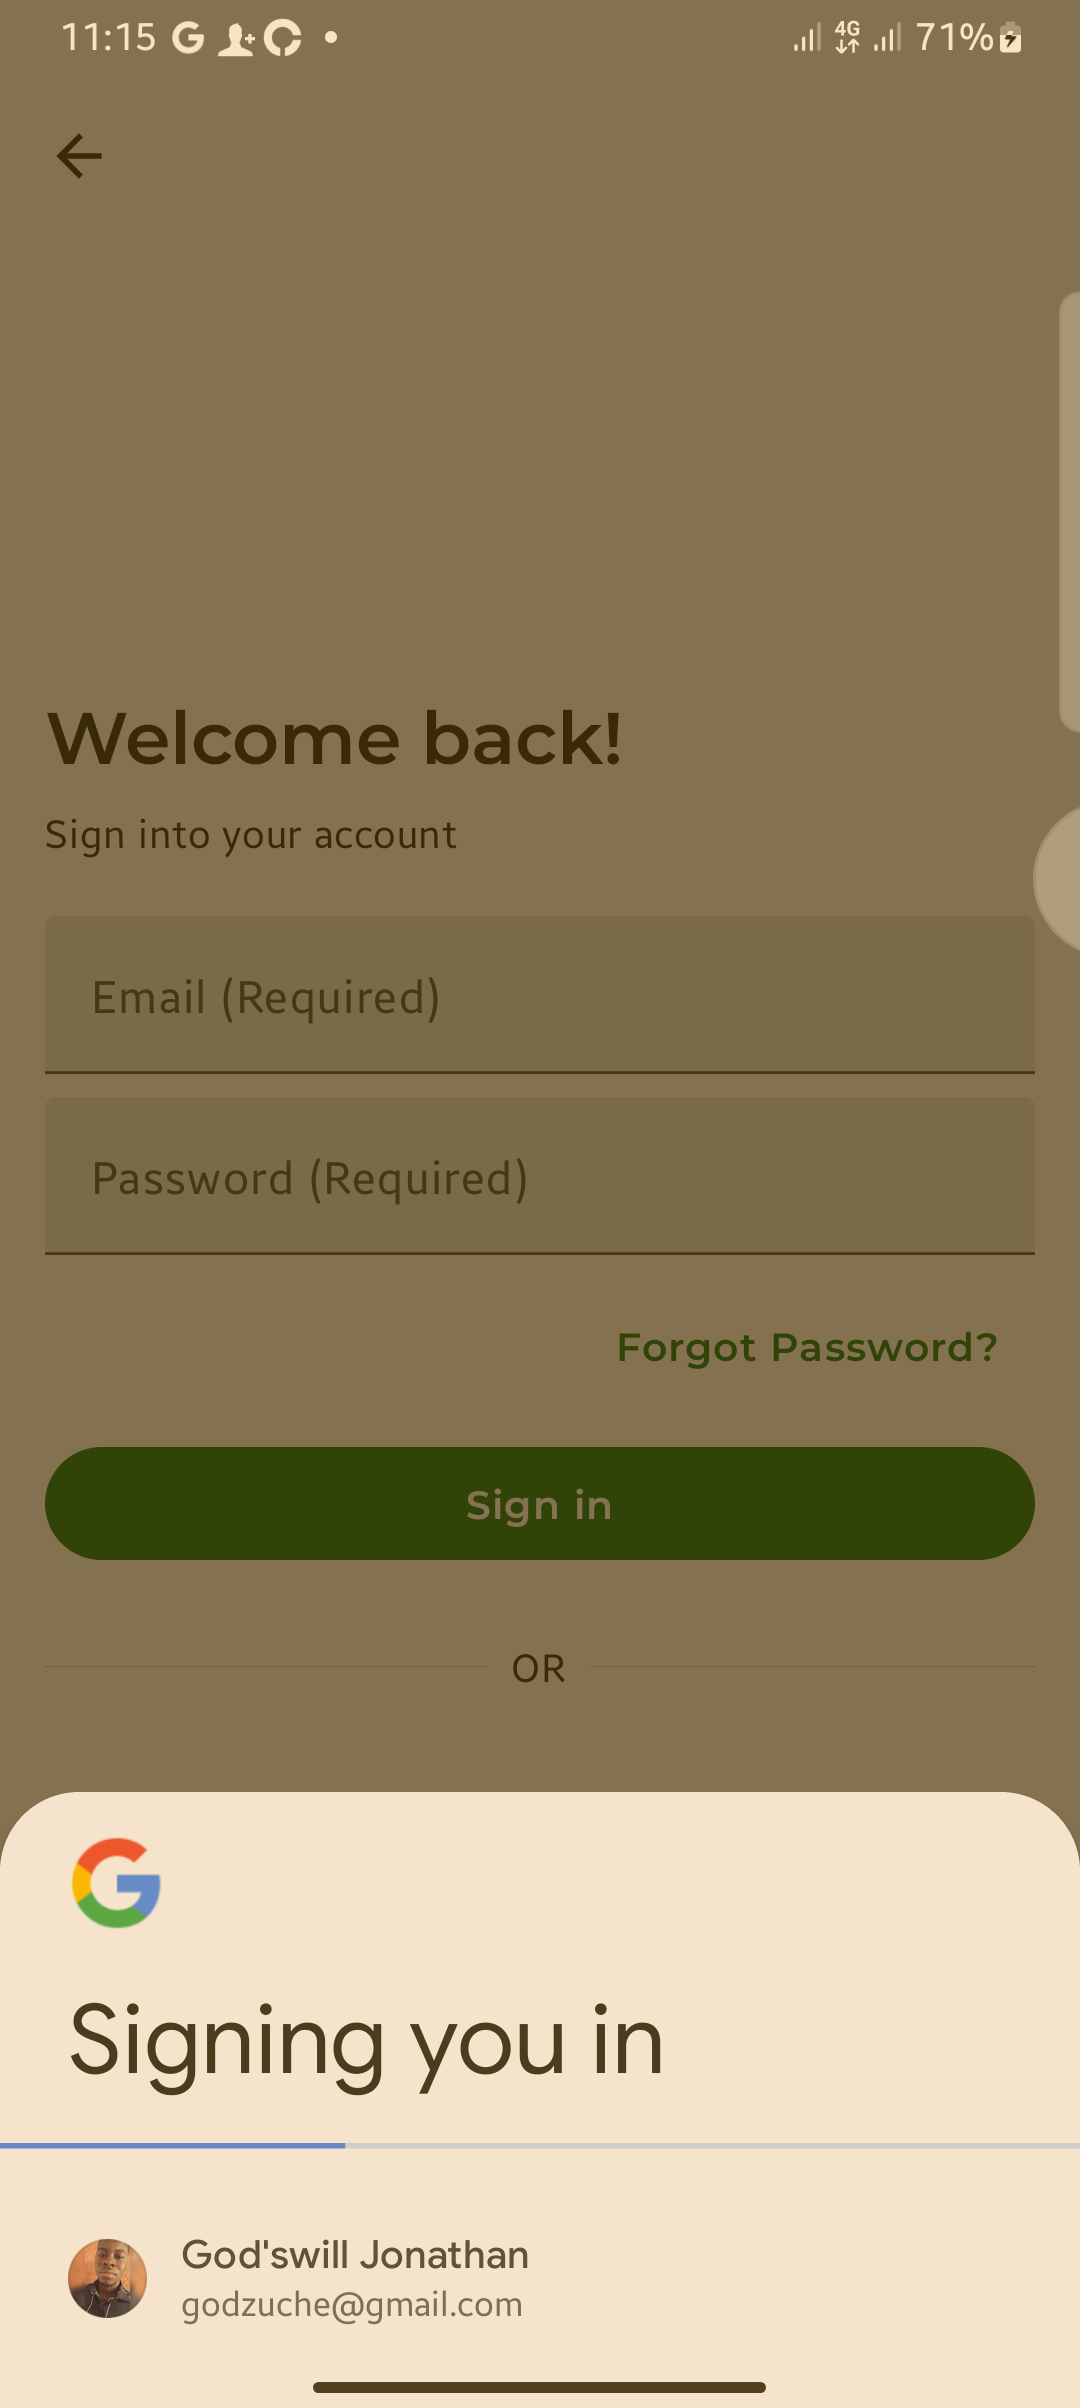 11:15
4G
71%
Welcome back!
Sign into your account
Email (Required)
Password (Required)
Forgot Password?
Sign in
OR
Signing you in
God'swill Jonathan
godzuche@gmail.com